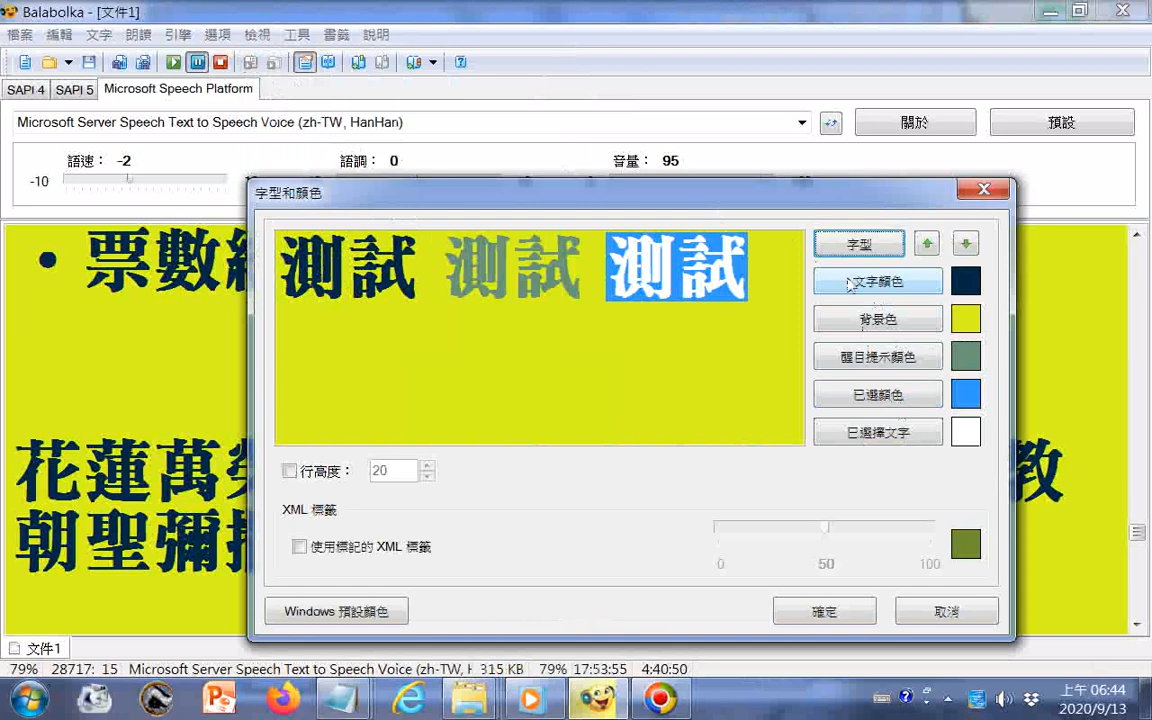 Balabolka - [文件1]
檔案 編輯 文字 朗讀 引擎 選項 檢視 工具 書籤 說明
SAPI 4 SAPI 5 Microsoft Speech Platform
Microsoft Server Speech Text to Speech Voice (zh-TW, HanHan) 關於 預設
語速： -2 語調： 0 音量： 95
-10
字型和顏色
票數
測試 測試 測試
字型
文字顏色
背景色
醒目提示顏色
已選顏色
已選擇文字
行高度： 20
XML 標籤
使用標記的 XML 標籤
0 50 100
Windows 預設顏色 確定 取消
花蓮萬 教
朝聖彌
文件1
79% 28717: 15 Microsoft Server Speech Text to Speech Voice (zh-TW, 315 KB 79% 17:53:55 4:40:50
上午 06:44
2020/9/13